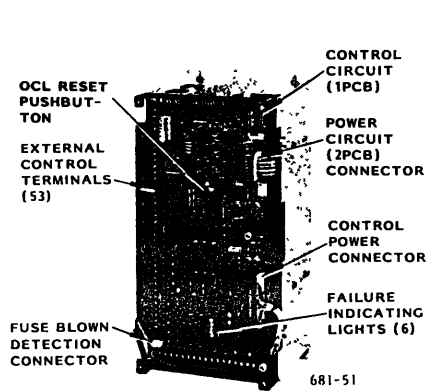 OCL RESET
PUSHBUT-
TON
EXTERNAL
CONTROL
TERMINALS
(53)
FUSE BLOWN
DETECTION
CONNECTOR
CONTROL
CIRCUIT
(1PCB)
POWER
CIRCUIT
(2PCB)
CONNECTOR
CONTROL
POWER
CONNECTOR
FAILURE
INDICATING
LIGHTS (6)
681-51